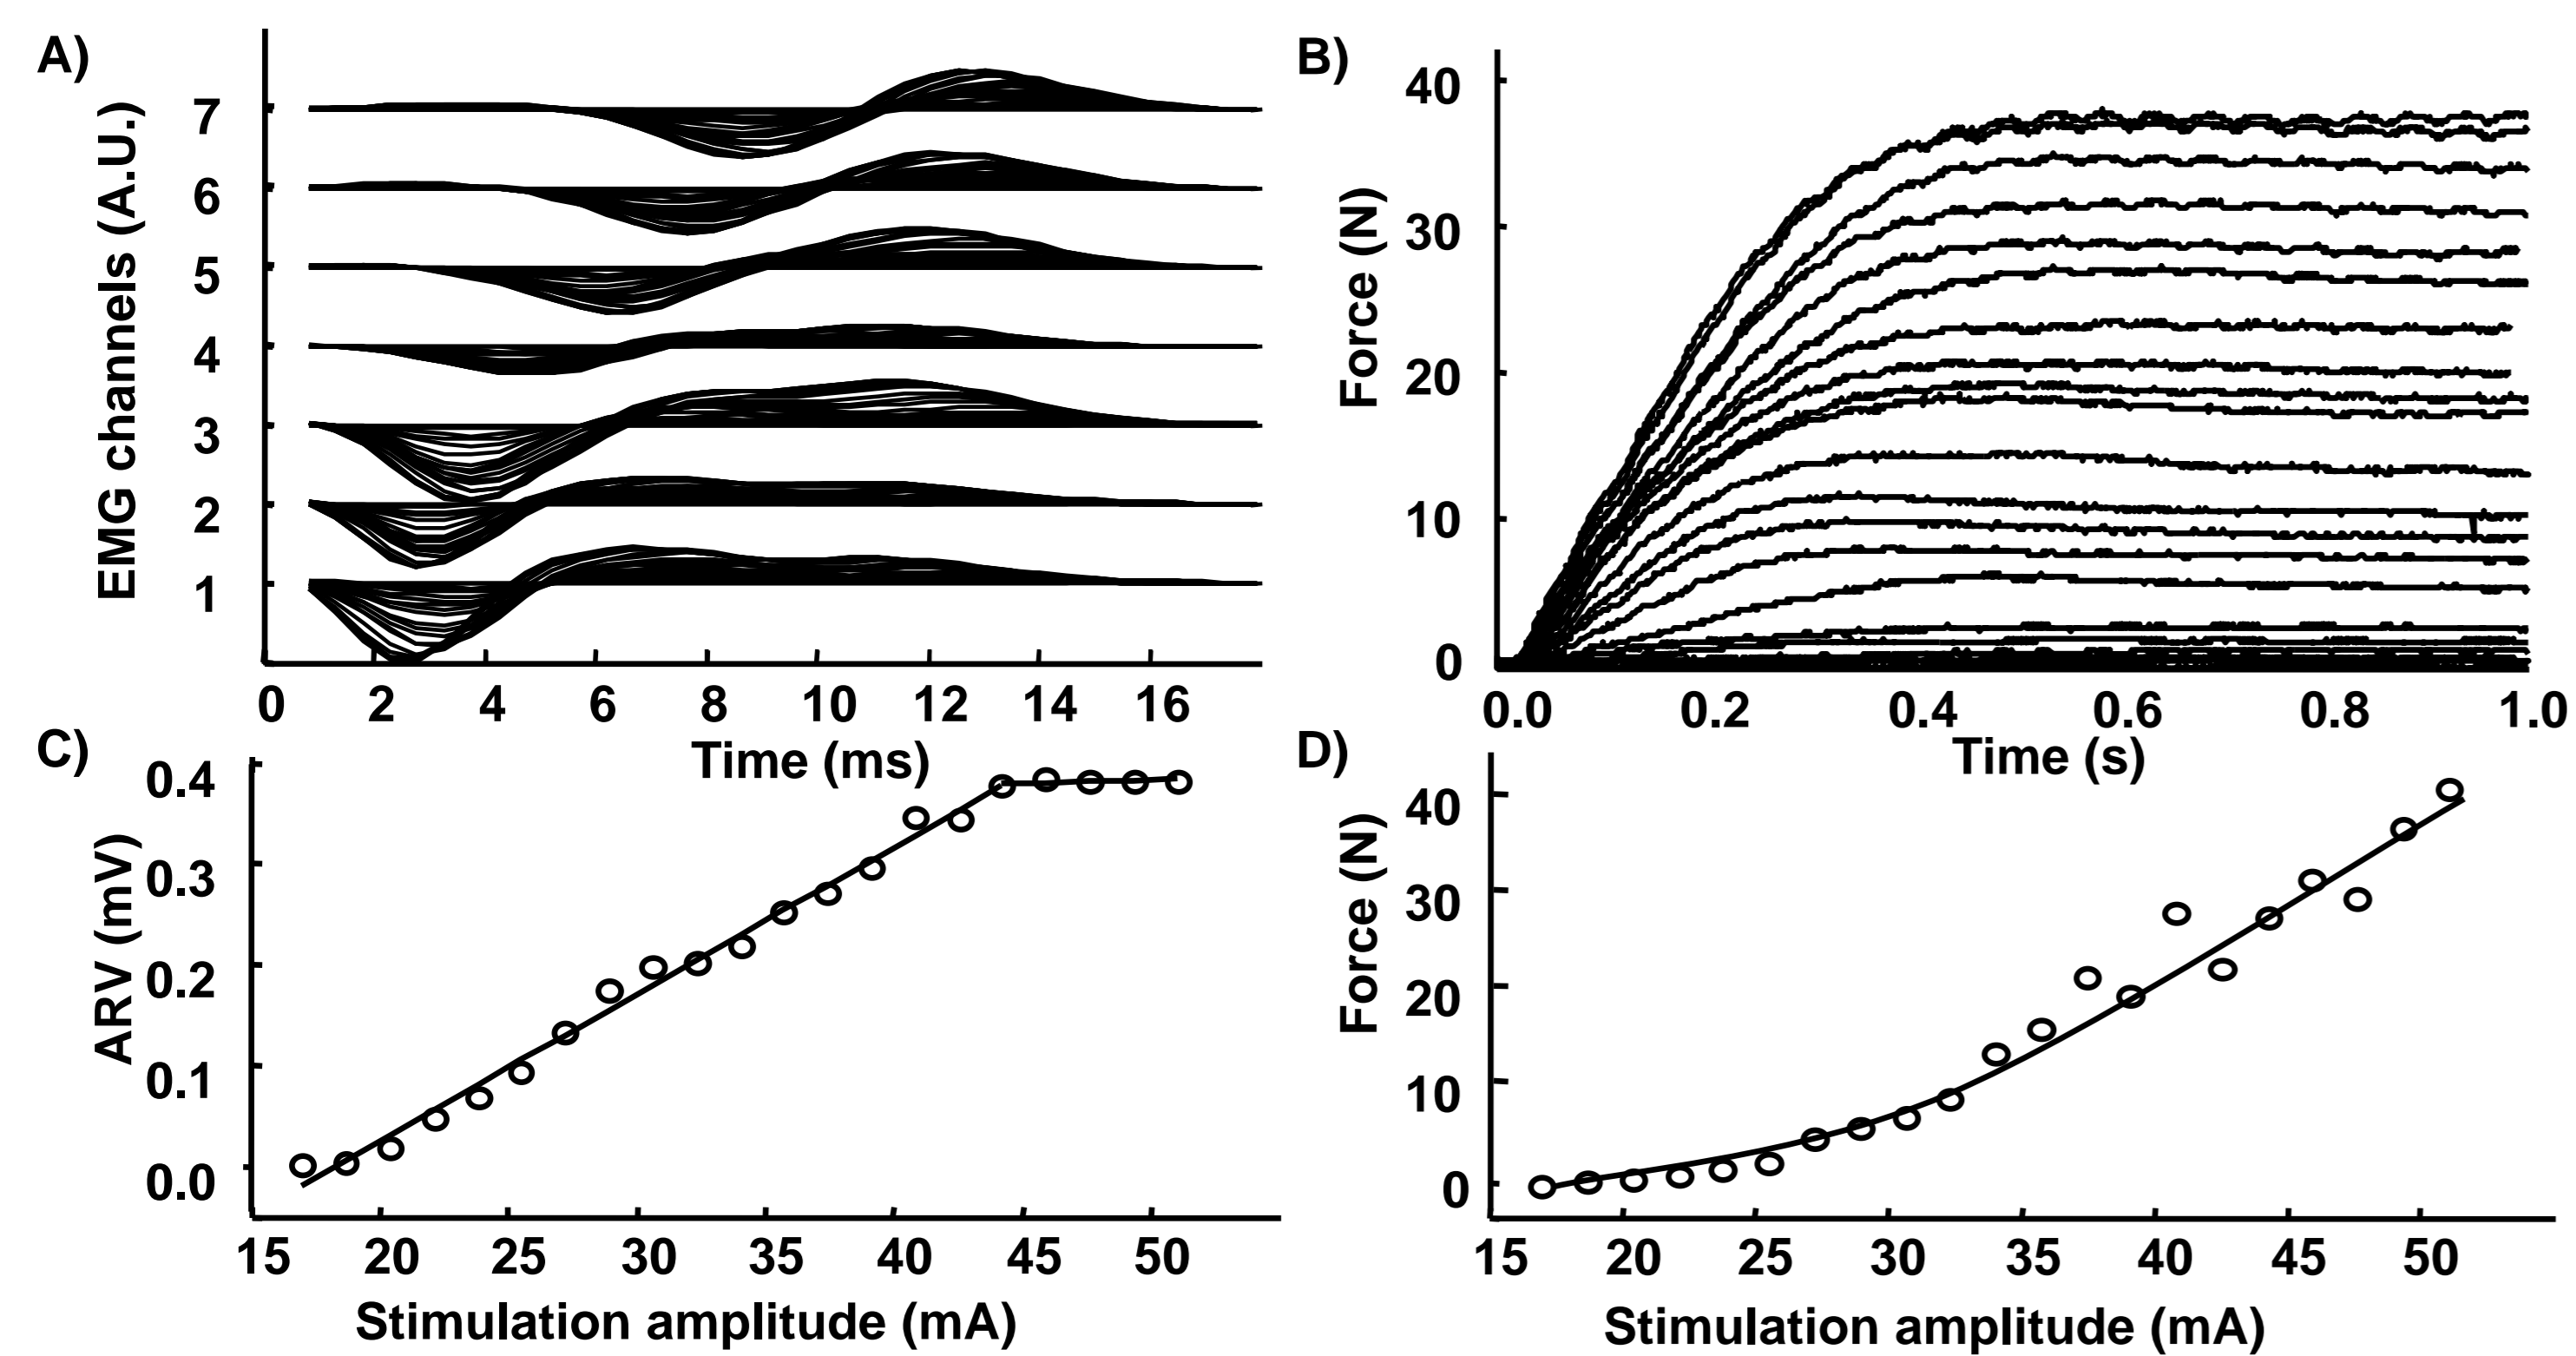 A)
EMG channels (A.U.)
7
6
5
4
3
2
1
0 2 4 6 8 10 12 14 16
Time (ms)
B)
Force (N)
40
30
20
10
0
0.0 0.2 0.4 0.6 0.8 1.0
Time (s)
C)
ARV (mV)
0.4
0.3
0.2
0.1
0.0
15 20 25 30 35 40 45 50
Stimulation amplitude (mA)
D)
Force (N)
40
30
20
10
0
15 20 25 30 35 40 45 50
Stimulation amplitude (mA)